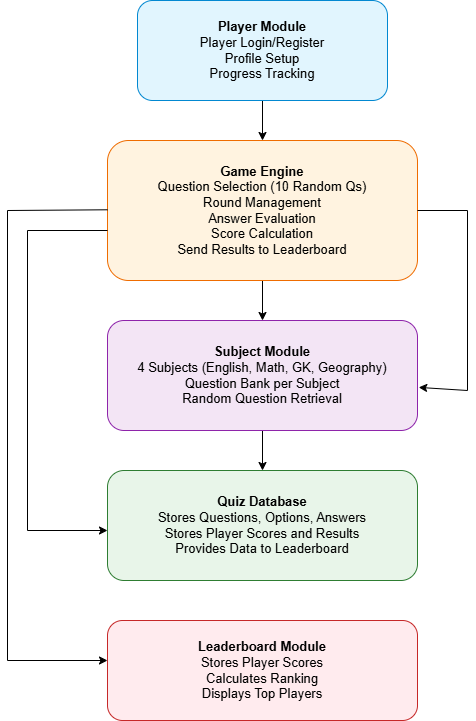 Player Module
Player Login/Register
Profile Setup
Progress Tracking
Game Engine
Question Selection (10 Random Qs)
Round Management
Answer Evaluation
Score Calculation
Send Results to Leaderboard
Subject Module
4 Subjects (English, Math, GK, Geography)
Question Bank per Subject
Random Question Retrieval
Quiz Database
Stores Questions, Options, Answers
Stores Player Scores and Results
Provides Data to Leaderboard
Leaderboard Module
Stores Player Scores
Calculates Ranking
Displays Top Players